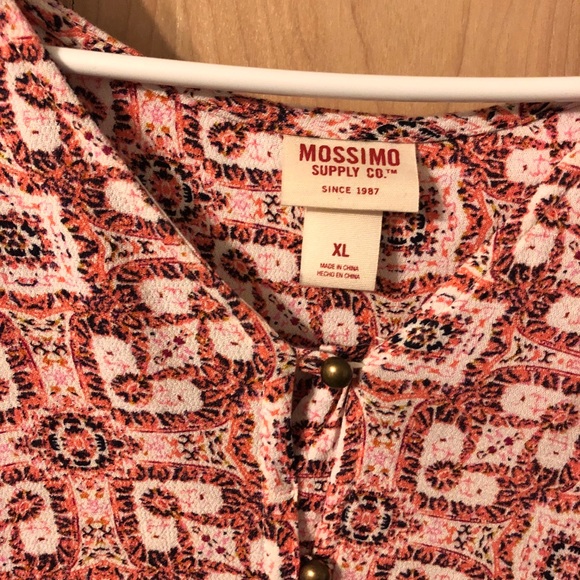 MOSSIMO
SUPPLY CO.™
SINCE 1987
XL
MADE IN CHINA
HECHO EN CHINA